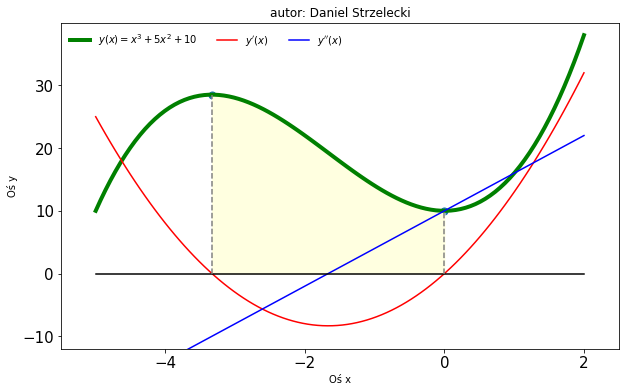 autor: Daniel Strzelecki
y(x) = x³ + 5x² + 10 y′(x) y″(x)
30
20
10
0
−10
Oś y
−4 −2 0 2
Oś x